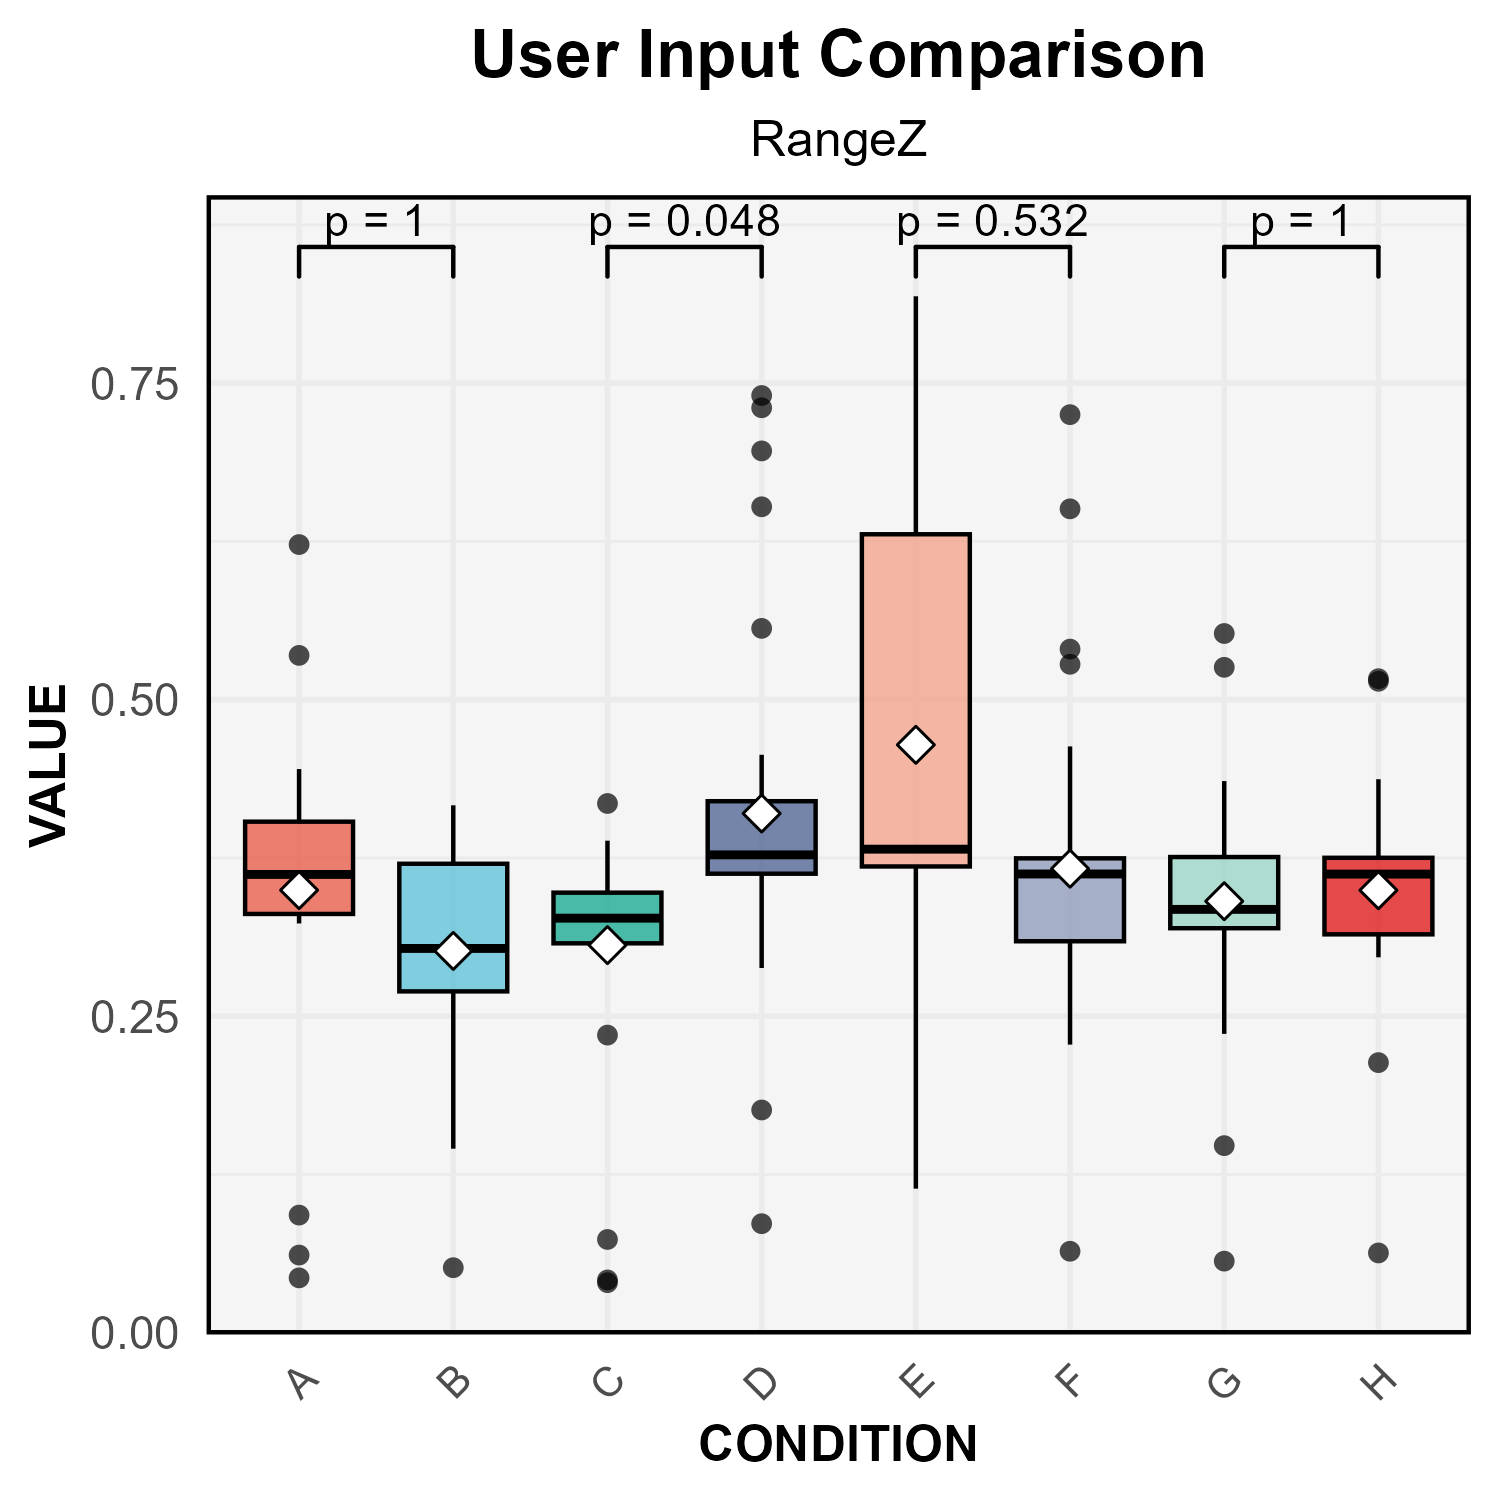 User Input Comparison
RangeZ
p = 1 p = 0.048 p = 0.532 p = 1
VALUE
0.75
0.50
0.25
0.00
A B C D E F G H
CONDITION